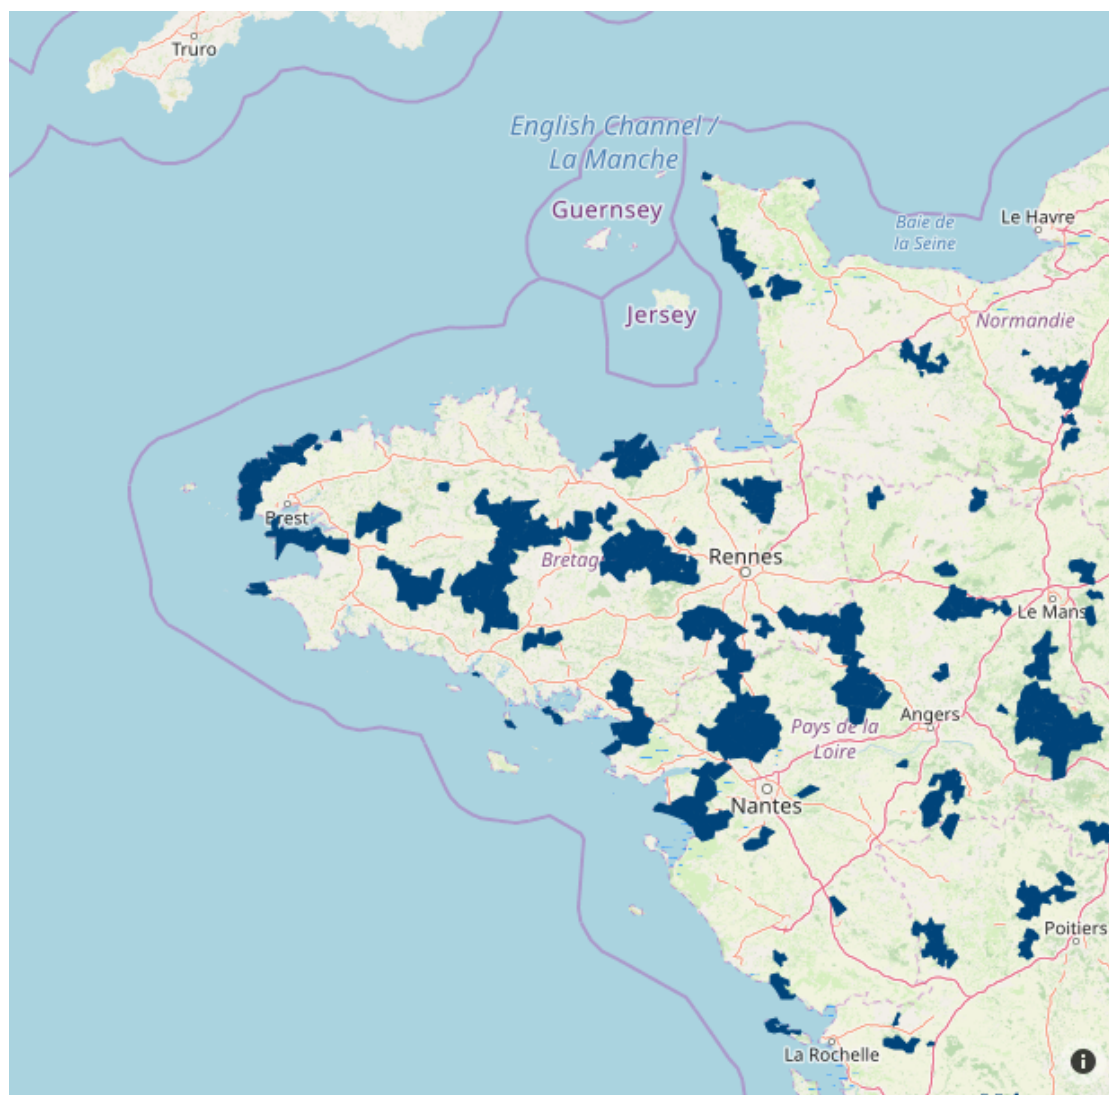 Truro
English Channel /
La Manche
Guernsey
Le Havre
Baie de
la Seine
Jersey
Normandie
Brest
Bretag
Rennes
Le Mans
Angers
Pays de la
Loire
Nantes
Poitiers
La Rochelle
i